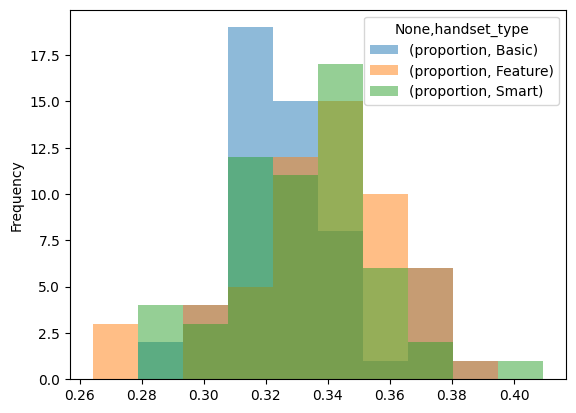 None,handset_type
(proportion, Basic)
(proportion, Feature)
(proportion, Smart)
Frequency
17.5
15.0
12.5
10.0
7.5
5.0
2.5
0.0
0.26 0.28 0.30 0.32 0.34 0.36 0.38 0.40